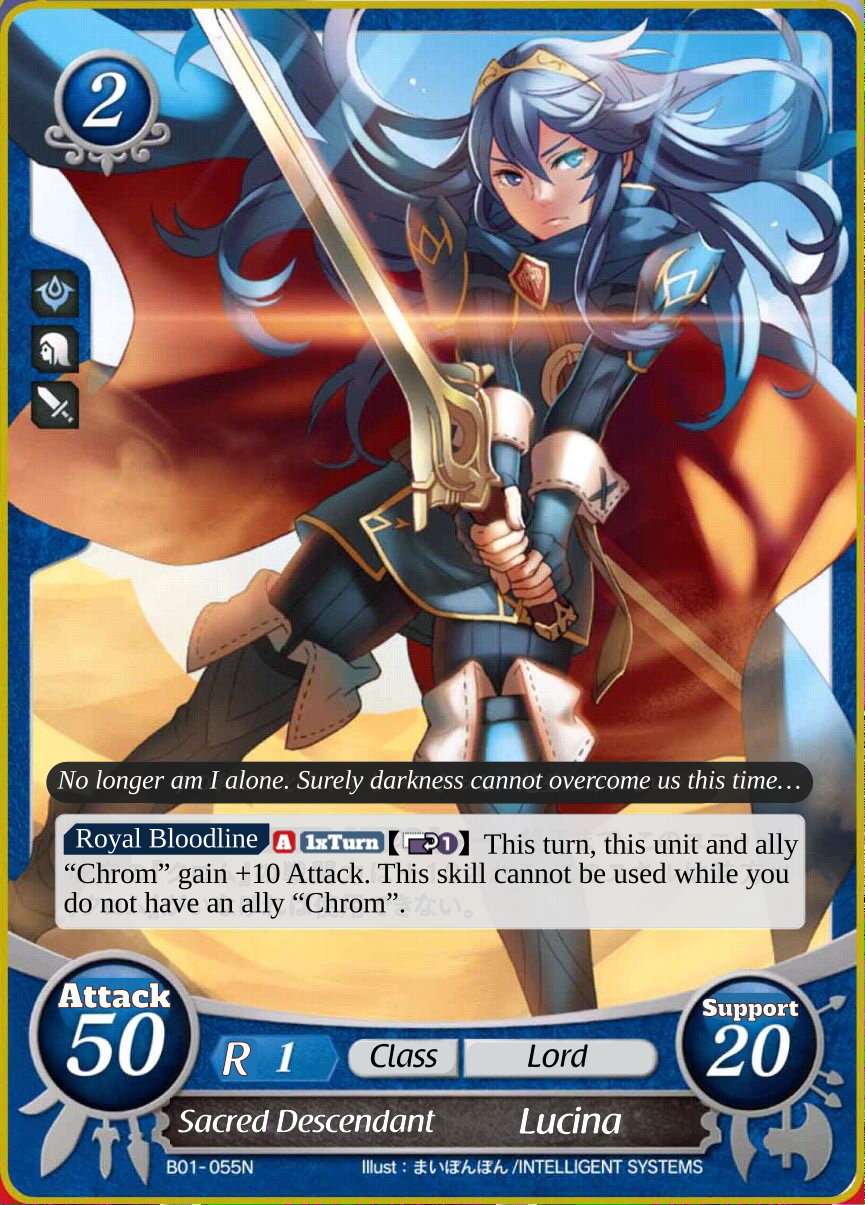 2
No longer am I alone. Surely darkness cannot overcome us this time…
Royal Bloodline A 1xTurn 【1】 This turn, this unit and ally
“Chrom” gain +10 Attack. This skill cannot be used while you
do not have an ally “Chrom”.
Attack
50
R 1
Class Lord
Support
20
Sacred Descendant Lucina
B01-055N Illust : まいぽんぽん /INTELLIGENT SYSTEMS